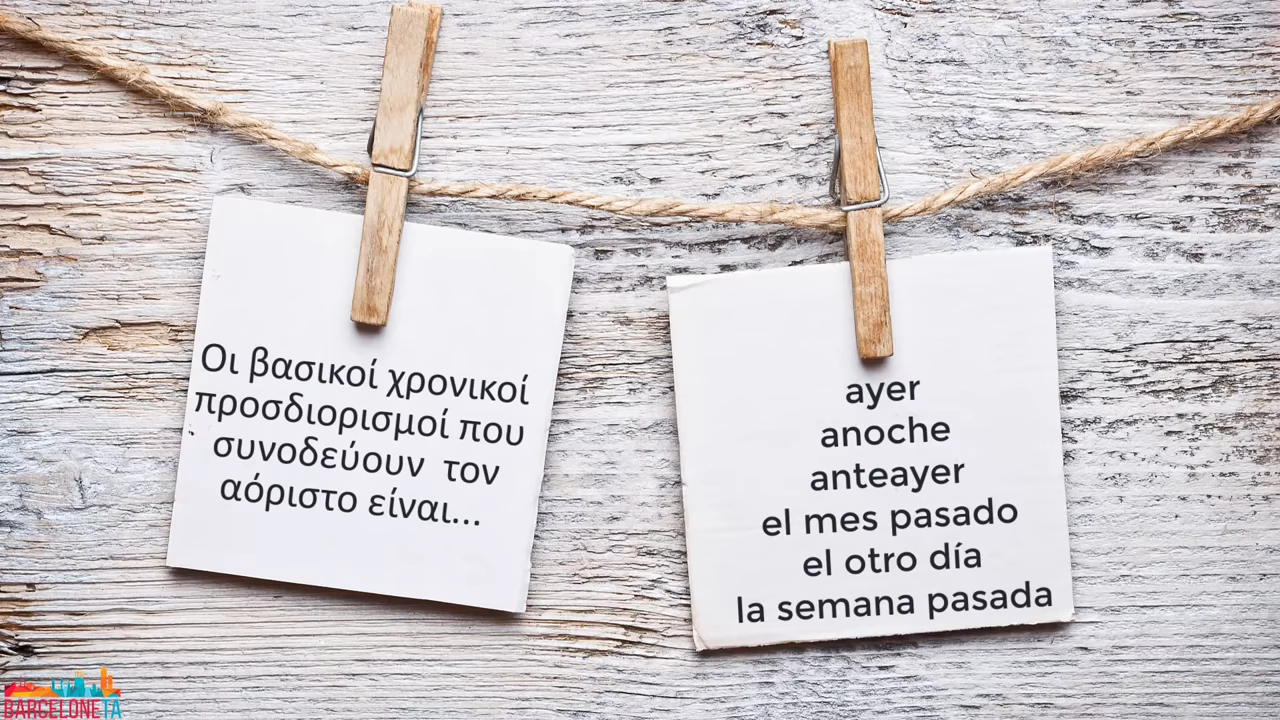 Οι βασικοί χρονικοί
προσδιορισμοί που
συνοδεύουν τον
αόριστο είναι...
ayer
anoche
anteayer
el mes pasado
el otro día
la semana pasada
BARCELONETA